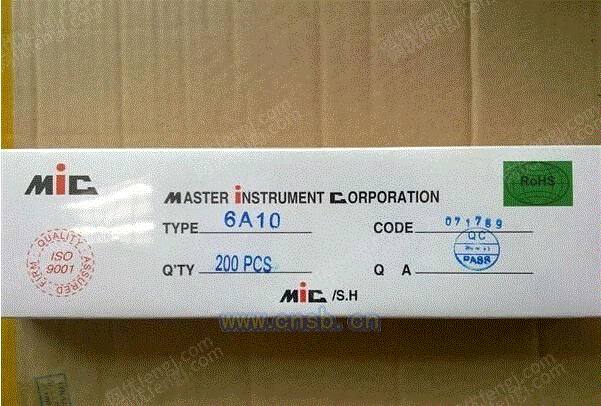 MIC
MASTER INSTRUMENT CORPORATION
RoHS
TYPE 6A10
CODE 071789
QUALITY ASSURED FIRM
ISO
9001
Q'TY 200 PCS
Q A
QC
PASS
MIC /S.H
www.cnsb.cn